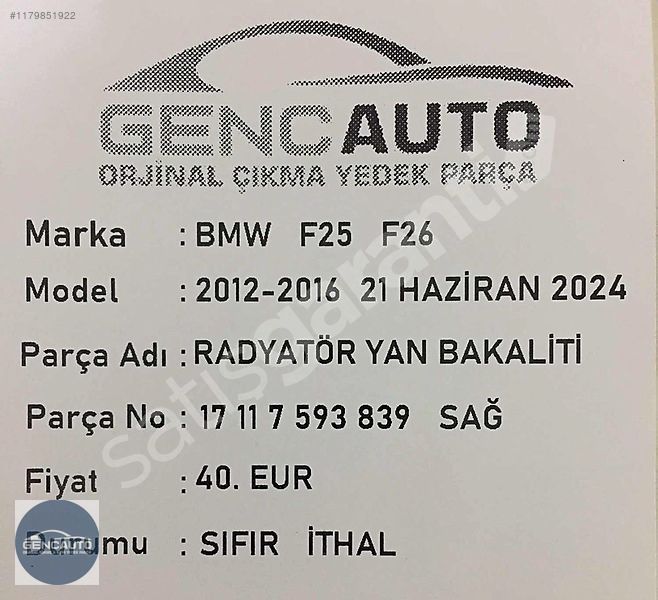 #1179851922
GENCAUTO
ORJİNAL ÇIKMA YEDEK PARÇA
Marka : BMW F25 F26
Model : 2012-2016 21 HAZİRAN 2024
Parça Adı : RADYATÖR YAN BAKALİTİ
Parça No : 17 11 7 593 839 SAĞ
Fiyat : 40. EUR
Durumu : SIFIR İTHAL
GENCAUTO
satışgaranti